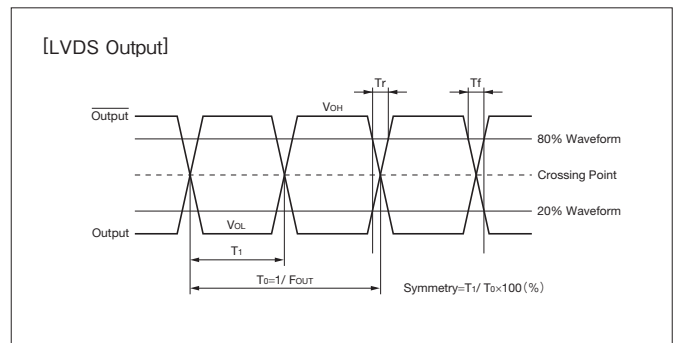 [LVDS Output]
Tr
Tf
Output
VOH
80% Waveform
Crossing Point
20% Waveform
Output
VOL
T1
T0=1/ FOUT
Symmetry=T1/ T0×100(%)